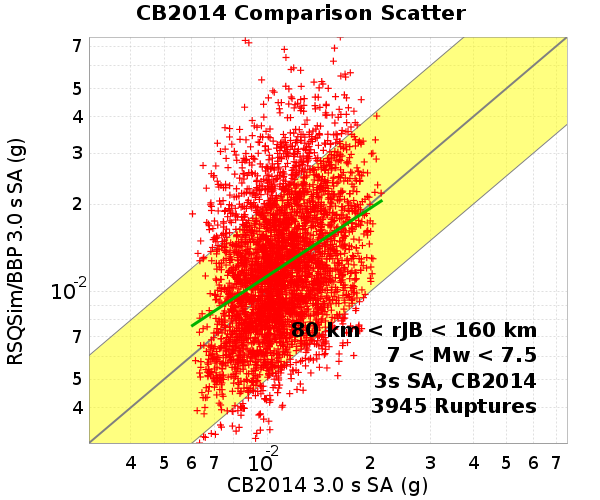 CB2014 Comparison Scatter
RSQSim/BBP 3.0 s SA (g)
7
5
4
3
2
10^-2
7
5
4
80 km < rJB < 160 km
7 < Mw < 7.5
3s SA, CB2014
3945 Ruptures
4 5 6 7 10^-2 2 3 4 5 6 7
CB2014 3.0 s SA (g)